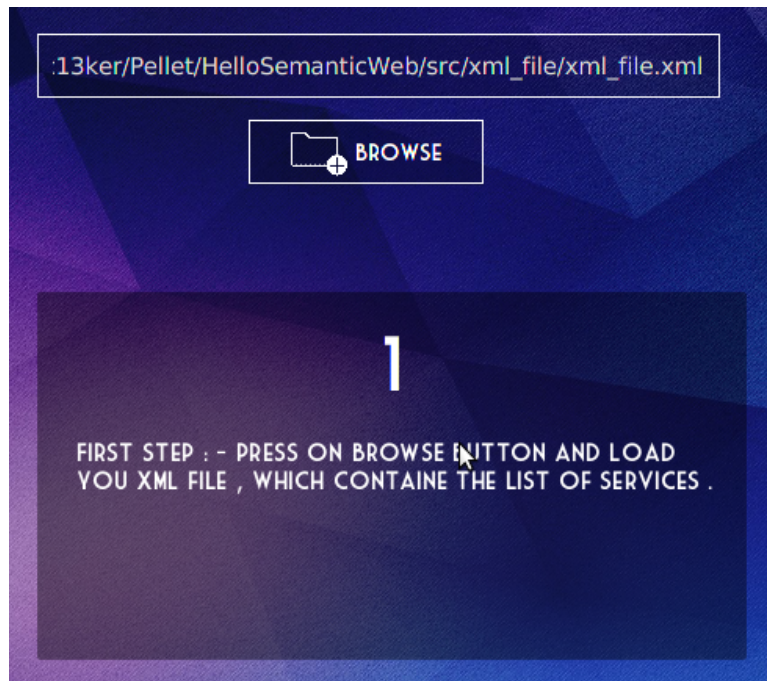 :13ker/Pellet/HelloSemanticWeb/src/xml_file/xml_file.xml
BROWSE
1
FIRST STEP : - PRESS ON BROWSE BUTTON AND LOAD
YOU XML FILE , WHICH CONTAINE THE LIST OF SERVICES .